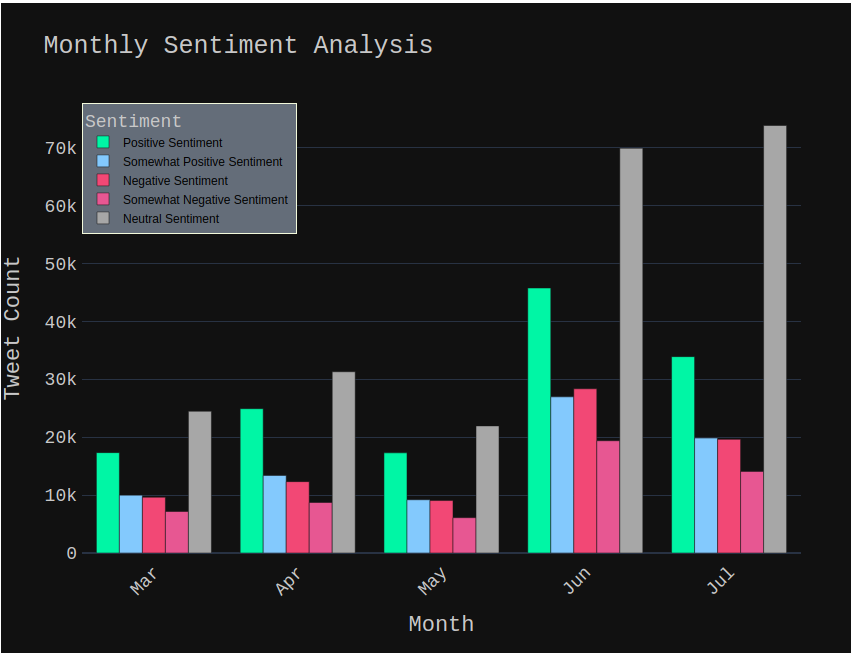 Monthly Sentiment Analysis
Sentiment
Positive Sentiment
Somewhat Positive Sentiment
Negative Sentiment
Somewhat Negative Sentiment
Neutral Sentiment
Tweet Count
70k
60k
50k
40k
30k
20k
10k
0
Mar Apr May Jun Jul
Month